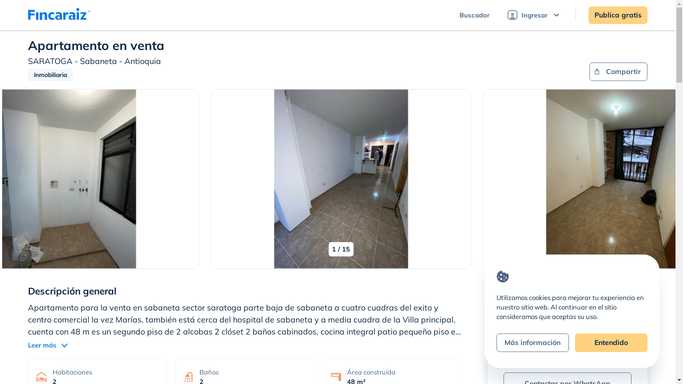 Fincaraiz
Buscador
Ingresar
Publica gratis
Apartamento en venta
SARATOGA - Sabaneta - Antioquia
Inmobiliaria
Compartir
1 / 15
Descripción general
Apartamento para la venta en sabaneta sector saratoga parte baja de sabaneta a cuatro cuadras del exito y
centro comercial la vez Marías, también está cerca del hospital de sabaneta y a media cuadra de la Villa principal,
cuenta con 48 m es un segundo piso de 2 alcobas 2 clóset 2 baños cabinados, cocina integral patio pequeño piso e...
Leer más
Habitaciones
2
Baños
2
Área construida
48 m²
Utilizamos cookies para mejorar tu experiencia en
nuestro sitio web. Al continuar en el sitio
consideramos que aceptas su uso.
Más información
Entendido
Contactar por WhatsApp